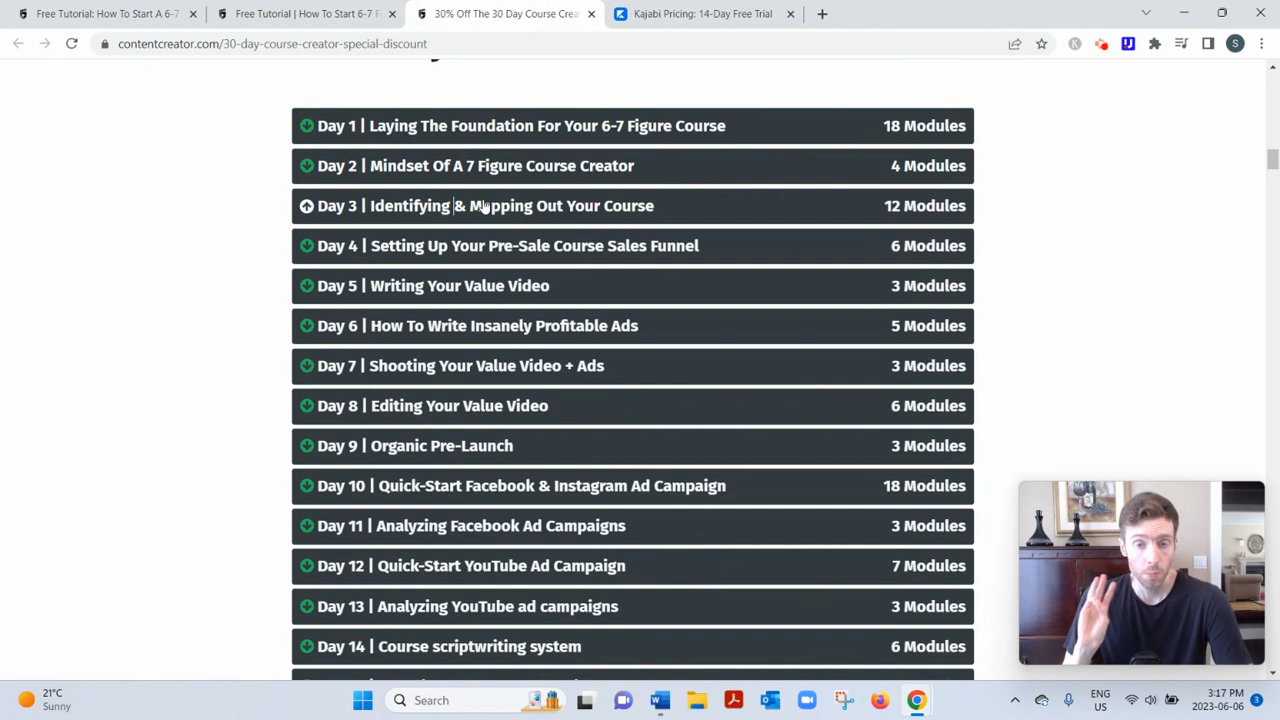 Free Tutorial: How To Start A 6-7
Free Tutorial | How To Start 6-7 F
30% Off The 30 Day Course Crea
Kajabi Pricing: 14-Day Free Trial
contentcreator.com/30-day-course-creator-special-discount
S
Day 1 | Laying The Foundation For Your 6-7 Figure Course 18 Modules
Day 2 | Mindset Of A 7 Figure Course Creator 4 Modules
Day 3 | Identifying & Mapping Out Your Course 12 Modules
Day 4 | Setting Up Your Pre-Sale Course Sales Funnel 6 Modules
Day 5 | Writing Your Value Video 3 Modules
Day 6 | How To Write Insanely Profitable Ads 5 Modules
Day 7 | Shooting Your Value Video + Ads 3 Modules
Day 8 | Editing Your Value Video 6 Modules
Day 9 | Organic Pre-Launch 3 Modules
Day 10 | Quick-Start Facebook & Instagram Ad Campaign 18 Modules
Day 11 | Analyzing Facebook Ad Campaigns 3 Modules
Day 12 | Quick-Start YouTube Ad Campaign 7 Modules
Day 13 | Analyzing YouTube ad campaigns 3 Modules
Day 14 | Course scriptwriting system 6 Modules
21°C
Sunny
Search
ENG
US
3:17 PM
2023-06-06
3